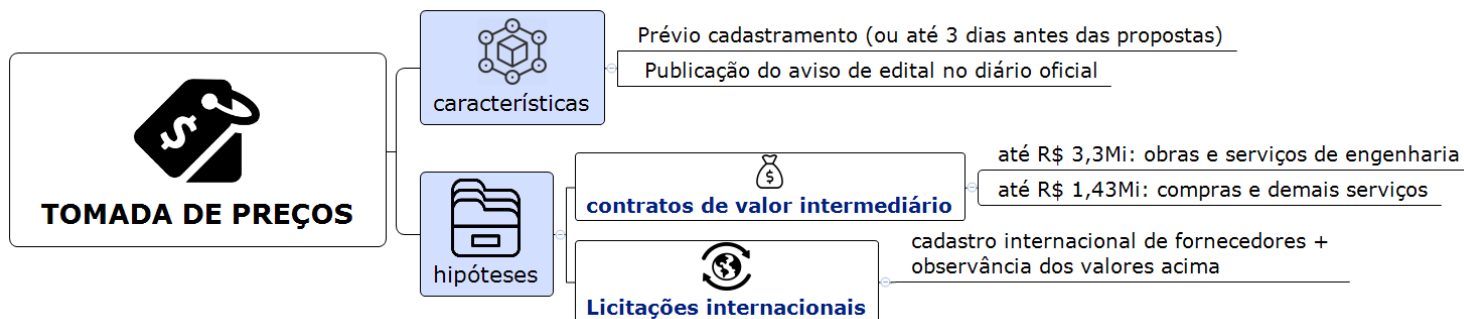 TOMADA DE PREÇOS
$
características
Prévio cadastramento (ou até 3 dias antes das propostas)
Publicação do aviso de edital no diário oficial
hipóteses
$
contratos de valor intermediário
até R$ 3,3Mi: obras e serviços de engenharia
até R$ 1,43Mi: compras e demais serviços
Licitações internacionais
cadastro internacional de fornecedores +
observância dos valores acima